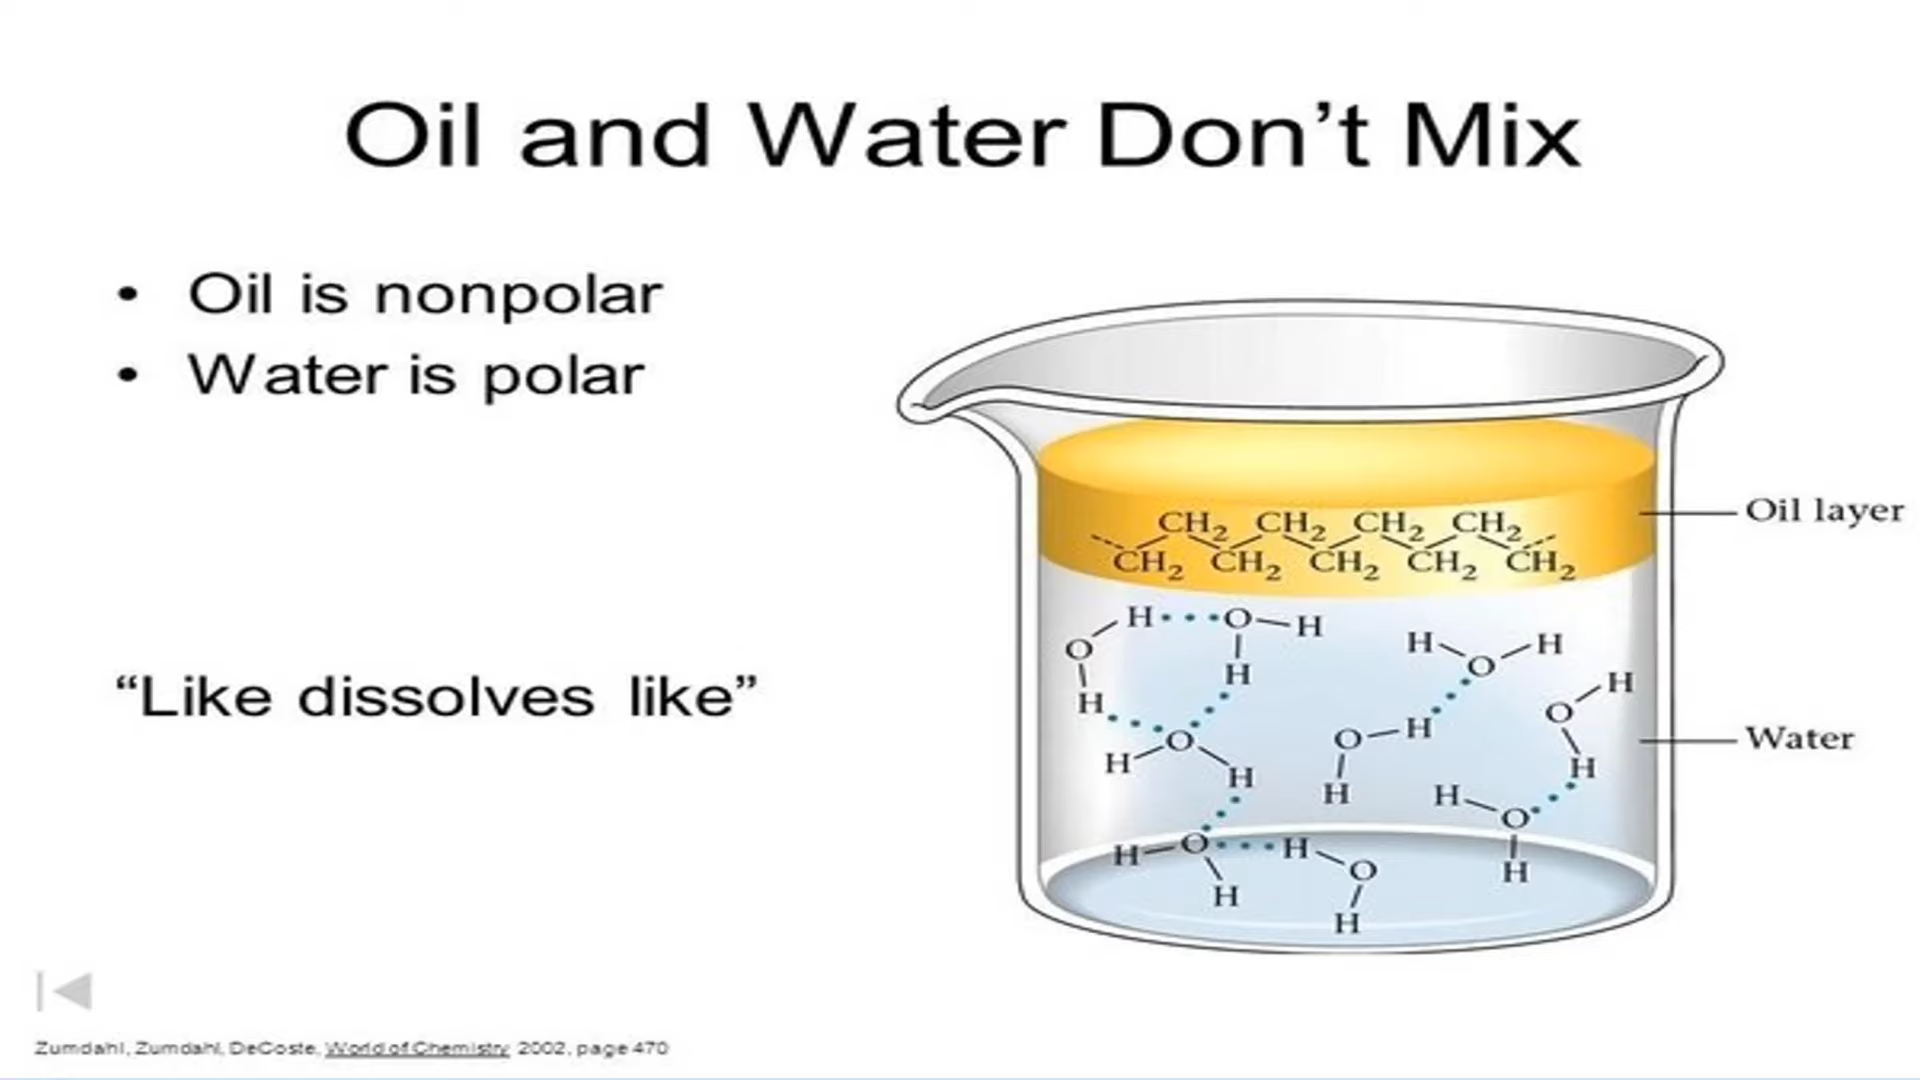 Oil and Water Don’t Mix
• Oil is nonpolar
• Water is polar
“Like dissolves like”
CH₂ CH₂ CH₂ CH₂
CH₂ CH₂ CH₂ CH₂ CH₂
Oil layer
H O H
O
H
H O H
H
H
O
H O H
H
O H
H
Water
H
O
H
H
O
H
H O H O
H
H
Zumdahl, Zumdahl, DeCoste, World of Chemistry 2002, page 470